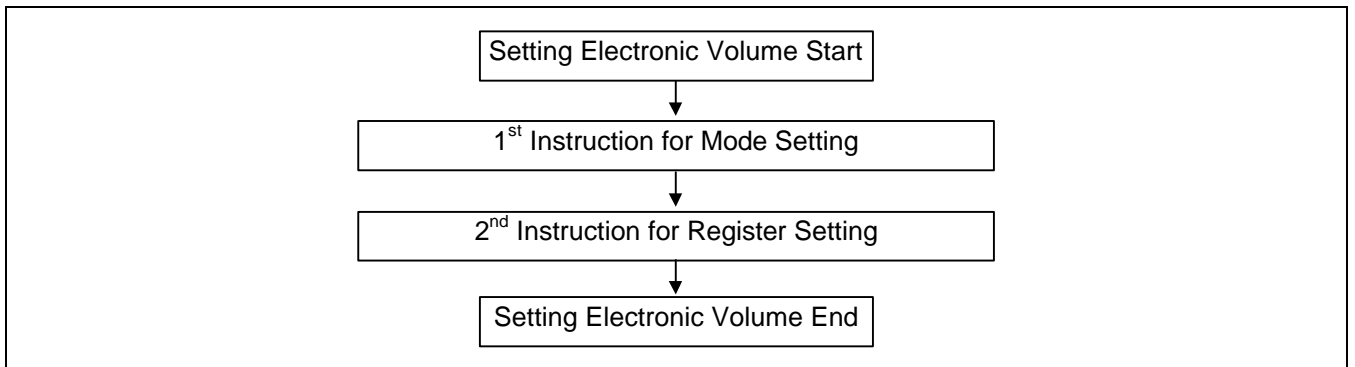 Setting Electronic Volume Start
1st Instruction for Mode Setting
2nd Instruction for Register Setting
Setting Electronic Volume End